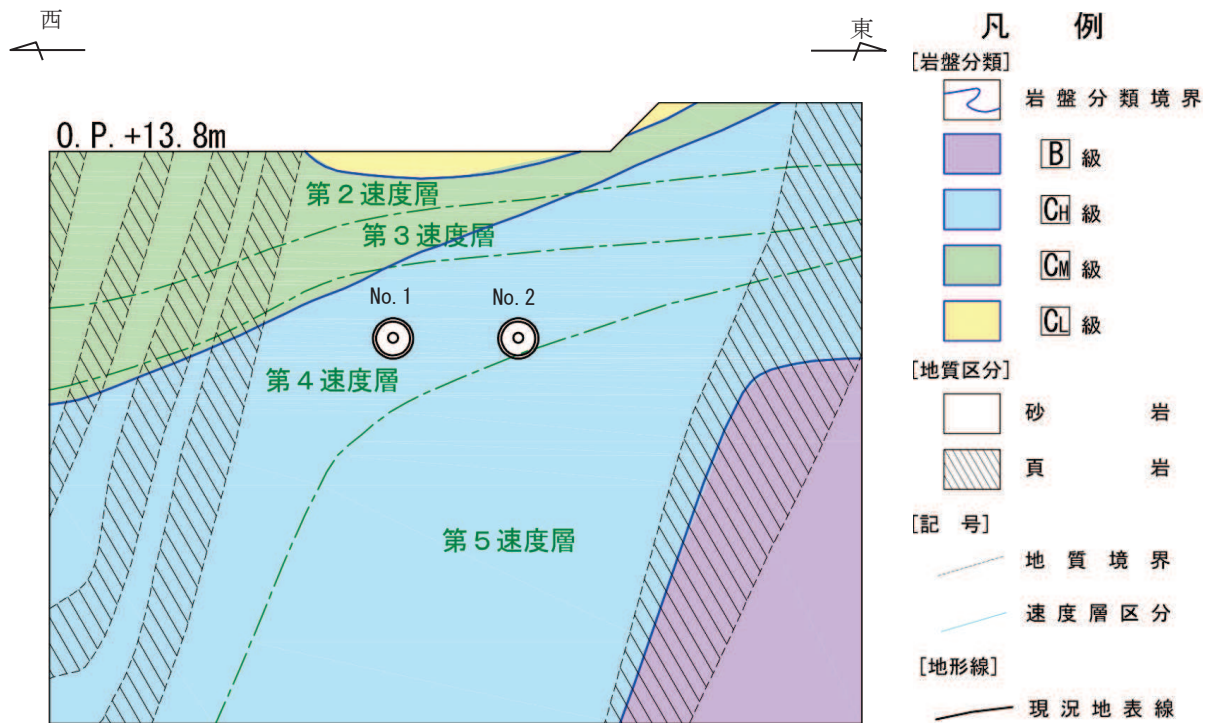 西
東
O.P.+13.8m
第2速度層
第3速度層
No.1
No.2
第4速度層
第5速度層
凡 例
[岩盤分類]
岩盤分類境界
B 級
CH 級
CM 級
CL 級
[地質区分]
砂 岩
頁 岩
[記 号]
地 質 境 界
速 度 層 区 分
[地形線]
現 況 地 表 線